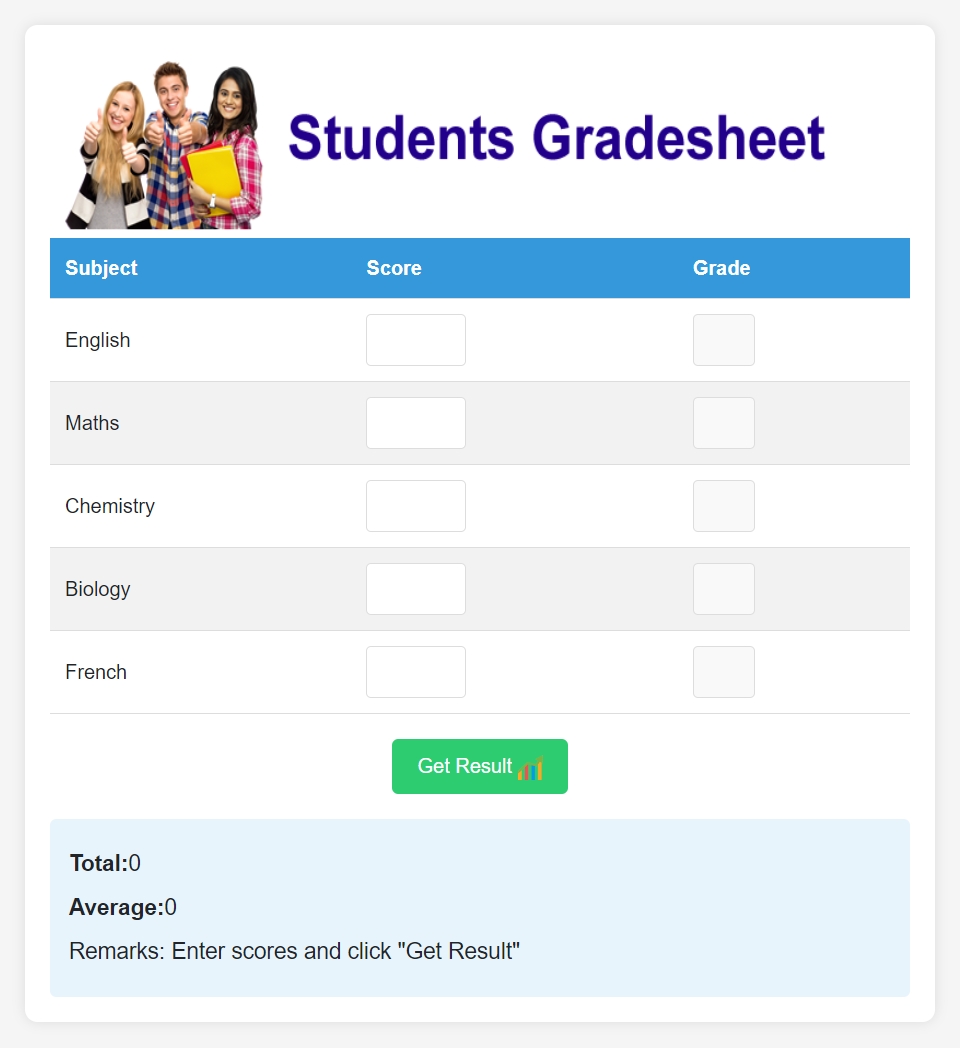 Students Gradesheet
Subject Score Grade
English
Maths
Chemistry
Biology
French
Get Result
Total:0
Average:0
Remarks: Enter scores and click "Get Result"